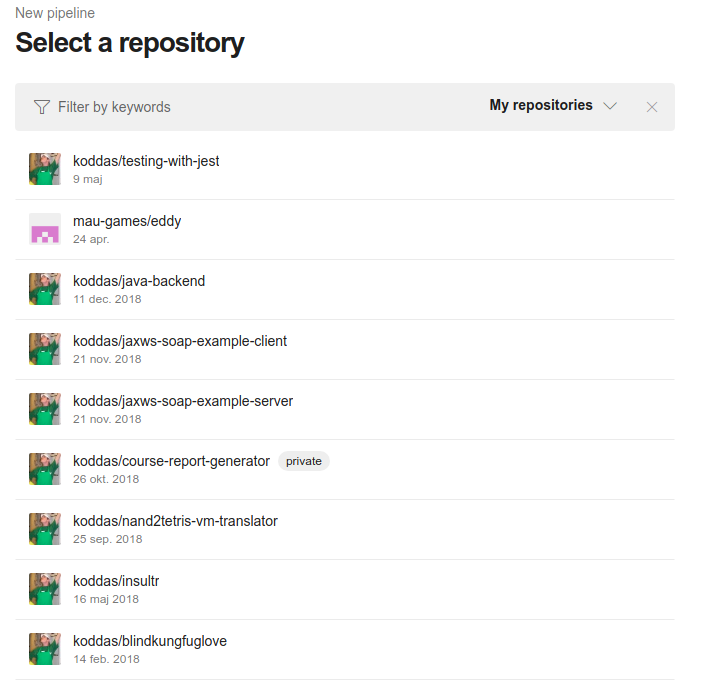 New pipeline
Select a repository
Filter by keywords My repositories
koddas/testing-with-jest
9 maj
mau-games/eddy
24 apr.
koddas/java-backend
11 dec. 2018
koddas/jaxws-soap-example-client
21 nov. 2018
koddas/jaxws-soap-example-server
21 nov. 2018
koddas/course-report-generator private
26 okt. 2018
koddas/nand2tetris-vm-translator
25 sep. 2018
koddas/insultr
16 maj 2018
koddas/blindkungfuglove
14 feb. 2018